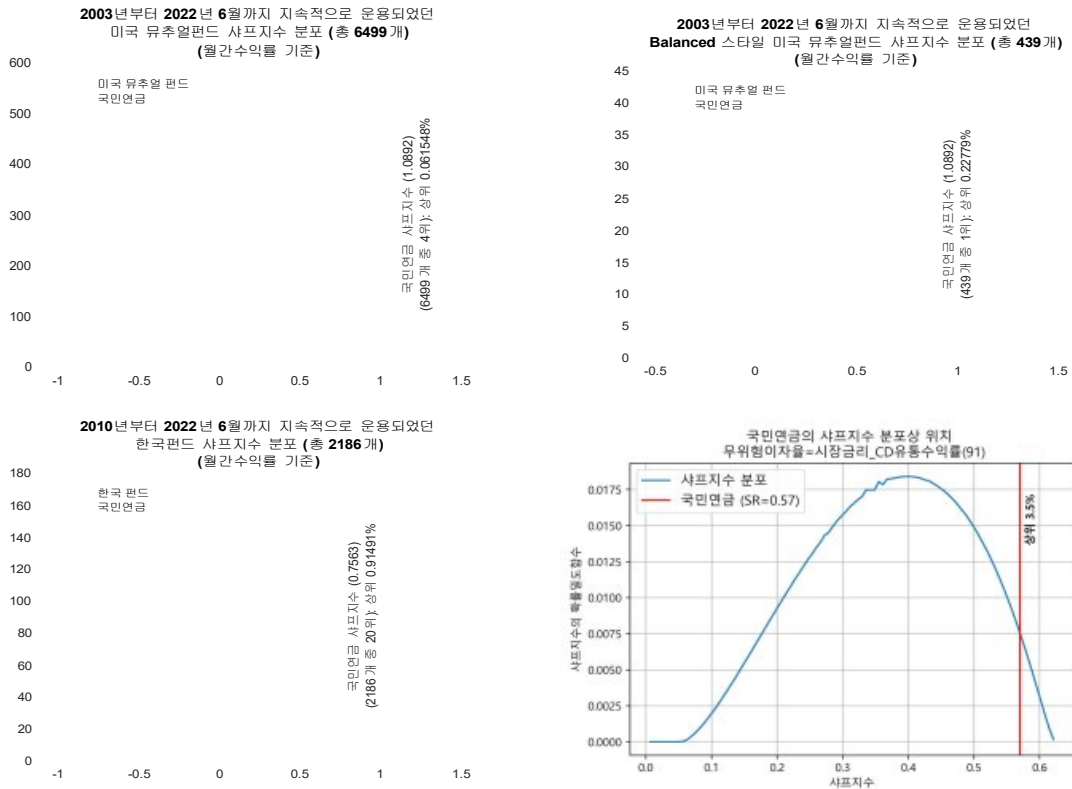 2003년부터 2022년 6월까지 지속적으로 운용되었던
미국 뮤추얼펀드 샤프지수 분포 (총 6499개)
(월간수익률 기준)
600
500
400
300
200
100
0
-1
-0.5
0
0.5
1
1.5
미국 뮤추얼 펀드
국민연금
국민연금 샤프지수 (1.0892)
(6499개 중 4위): 상위 0.061548%
2003년부터 2022년 6월까지 지속적으로 운용되었던
Balanced 스타일 미국 뮤추얼펀드 샤프지수 분포 (총 439개)
(월간수익률 기준)
45
40
35
30
25
20
15
10
5
0
-0.5
0
0.5
1
1.5
미국 뮤추얼 펀드
국민연금
국민연금 샤프지수 (1.0892)
(439개 중 1위): 상위 0.22779%
2010년부터 2022년 6월까지 지속적으로 운용되었던
한국펀드 샤프지수 분포 (총 2186개)
(월간수익률 기준)
180
160
140
120
100
80
60
40
20
0
-1
-0.5
0
0.5
1
1.5
한국 펀드
국민연금
국민연금 샤프지수 (0.7563)
(2186개 중 20위): 상위 0.91491%
국민연금의 샤프지수 분포상 위치
무위험이자율=시장금리_CD유통수익률(91)
샤프지수 분포
국민연금 (SR=0.57)
상위 3.5%
샤프지수의 확률밀도함수
0.0175
0.0150
0.0125
0.0100
0.0075
0.0050
0.0025
0.0000
0.0
0.1
0.2
0.3
0.4
0.5
0.6
샤프지수